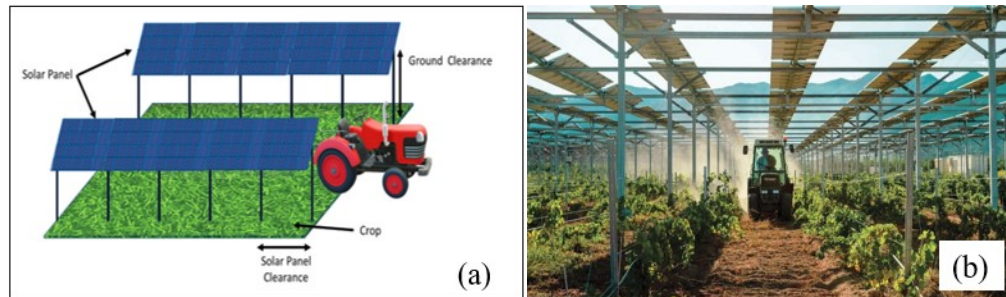 Solar Panel
Ground Clearance
Crop
Solar Panel
Clearance
(a)
(b)